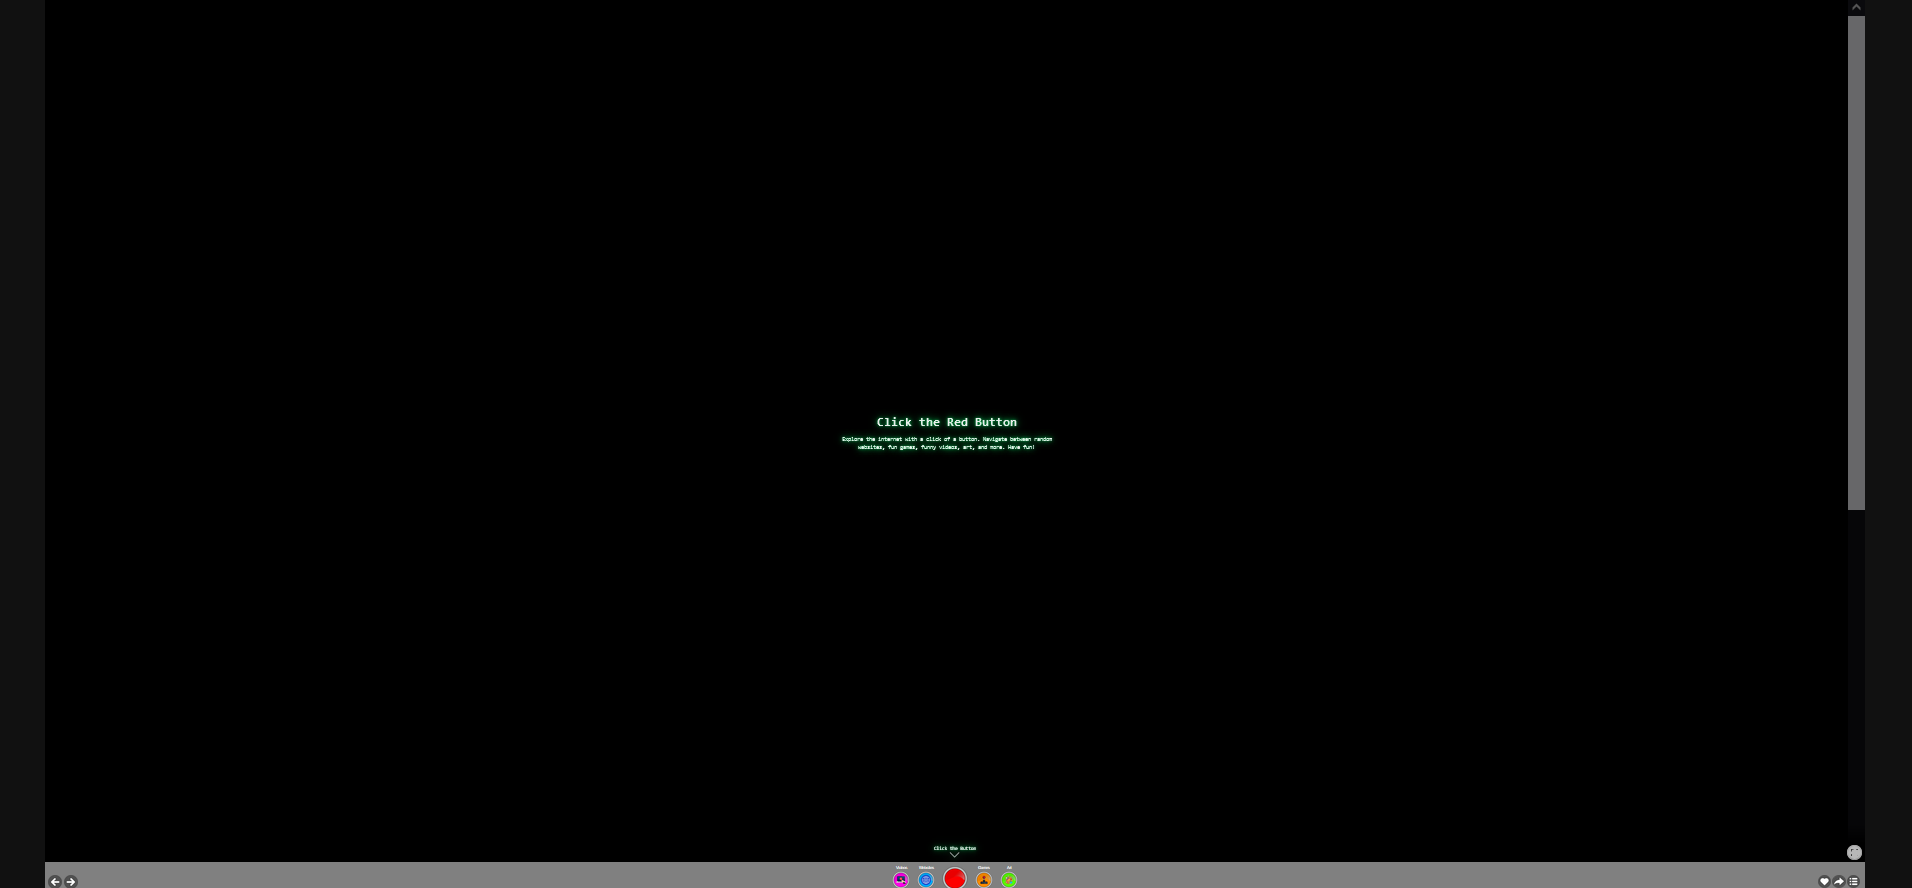 Click the Red Button
Explore the internet with a click of a button. Navigate between random
websites, fun games, funny videos, art, and more. Have fun!
Click the Button
Videos Websites Games Art